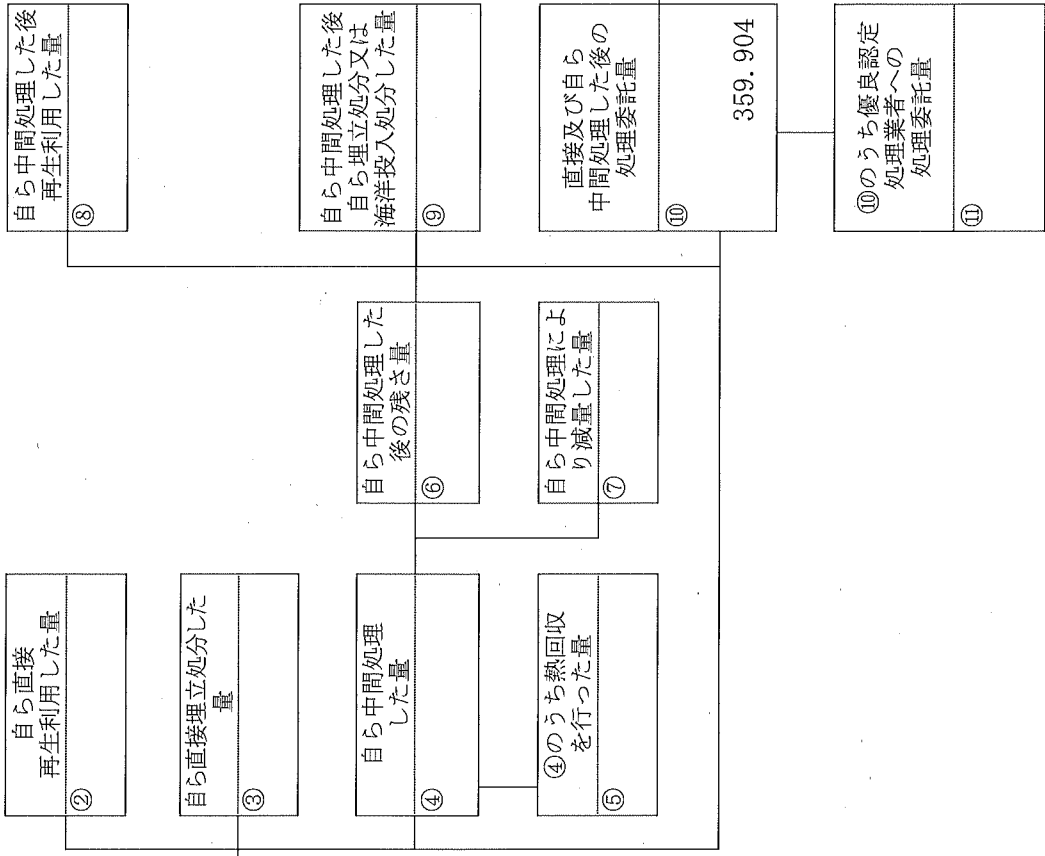 自ら直接
再生利用した量
②
自ら直接埋立処分した
量
③
自ら中間処理
した量
④
④のうち熱回収
を行った量
⑤
自ら中間処理した
後の残さ量
⑥
自ら中間処理によ
り減量した量
⑦
自ら中間処理した後
再生利用した量
⑧
自ら中間処理した後
自ら埋立処分又は
海洋投入処分した量
⑨
直接及び自ら
中間処理した後の
処理委託量
⑩
359.904
⑩のうち優良認定
処理業者への
処理委託量
⑪